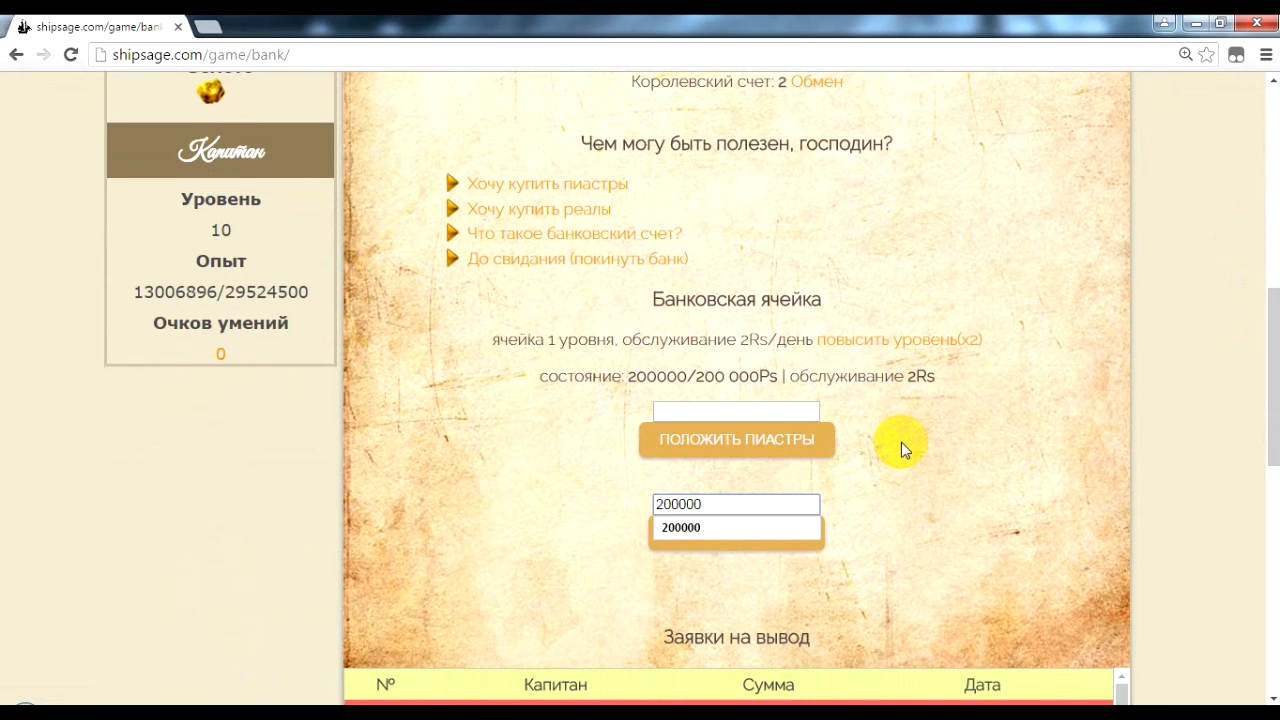 shipsage.com/game/ban
shipsage.com/game/bank/
Королевский счет: 2 Обмен
Капитан
Чем могу быть полезен, господин?
Уровень
10
Опыт
13006896/29524500
Очков умений
0
Хочу купить пиастры
Хочу купить реалы
Что такое банковский счет?
До свидания (покинуть банк)
Банковская ячейка
ячейка 1 уровня, обслуживание 2Rs/день повысить уровень(x2)
состояние: 200000/200 000Ps | обслуживание 2Rs
ПОЛОЖИТЬ ПИАСТРЫ
200000
200000
Заявки на вывод
№ Капитан Сумма Дата